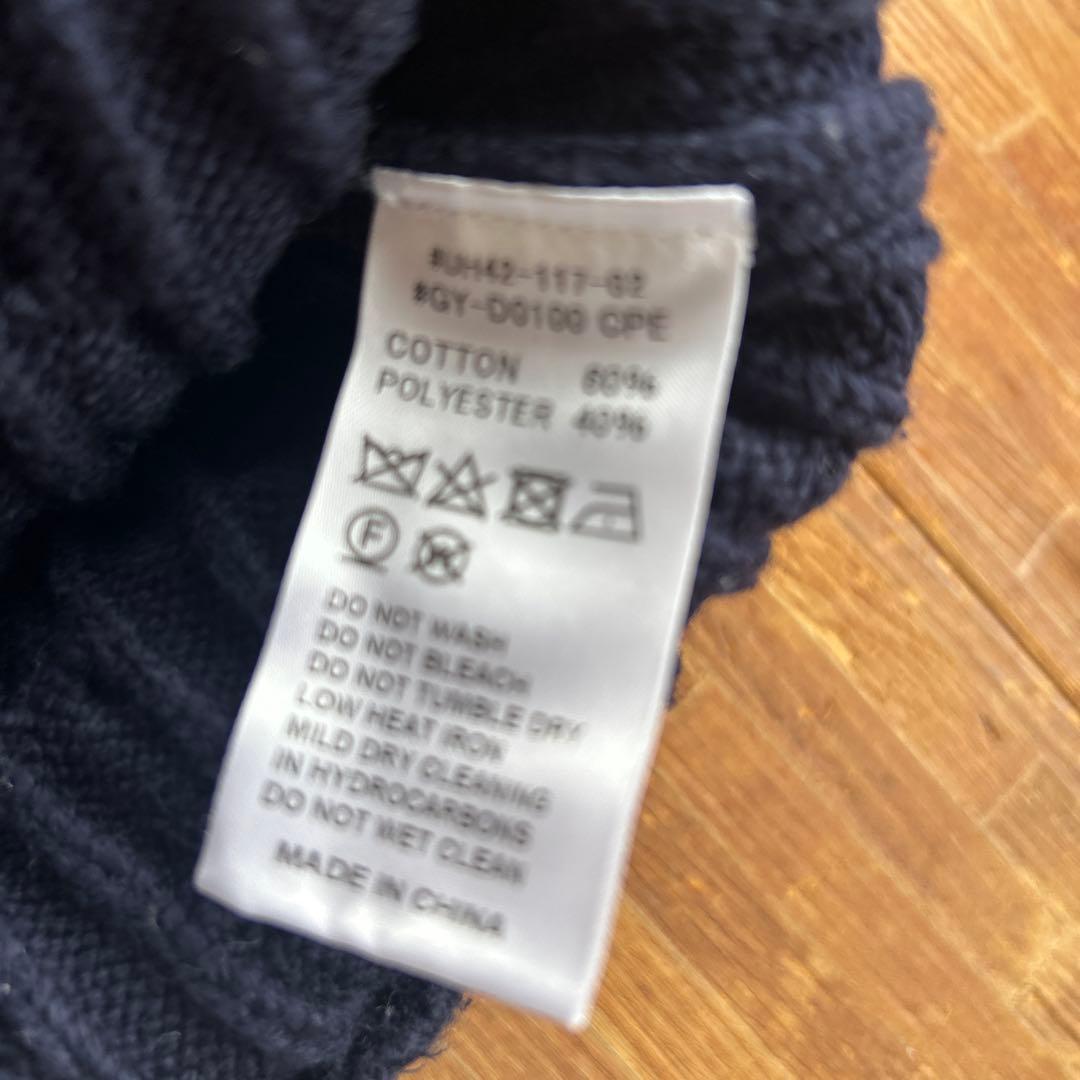 #UH42-117-02
#GY-D0100 CPE
COTTON 60%
POLYESTER 40%
F
DO NOT WASH
DO NOT BLEACH
DO NOT TUMBLE DRY
LOW HEAT IRON
MILD DRY CLEANING
IN HYDROCARBONS
DO NOT WET CLEAN
MADE IN CHINA